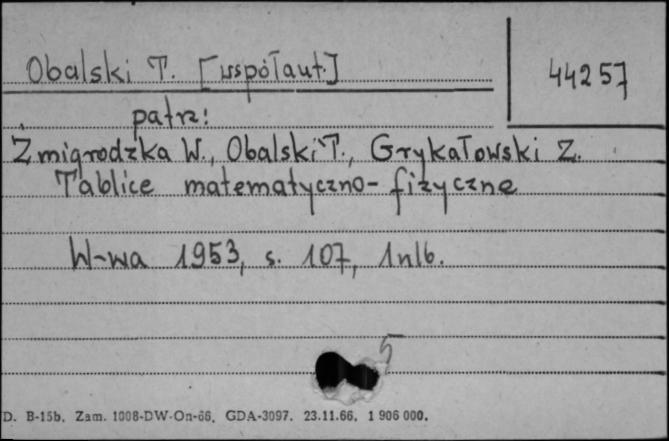 Obalski T. [współaut.]
44257
patrz:
Żmigrodzka W., Obalski T., Grykałowski Z.
Tablice matematyczno-fizyczne
W-wa 1953, s. 107, 1nlb.
5
D. B-15b. Zam. 1008-DW-On-66. GDA-3097. 23.11.66. 1 906 000.